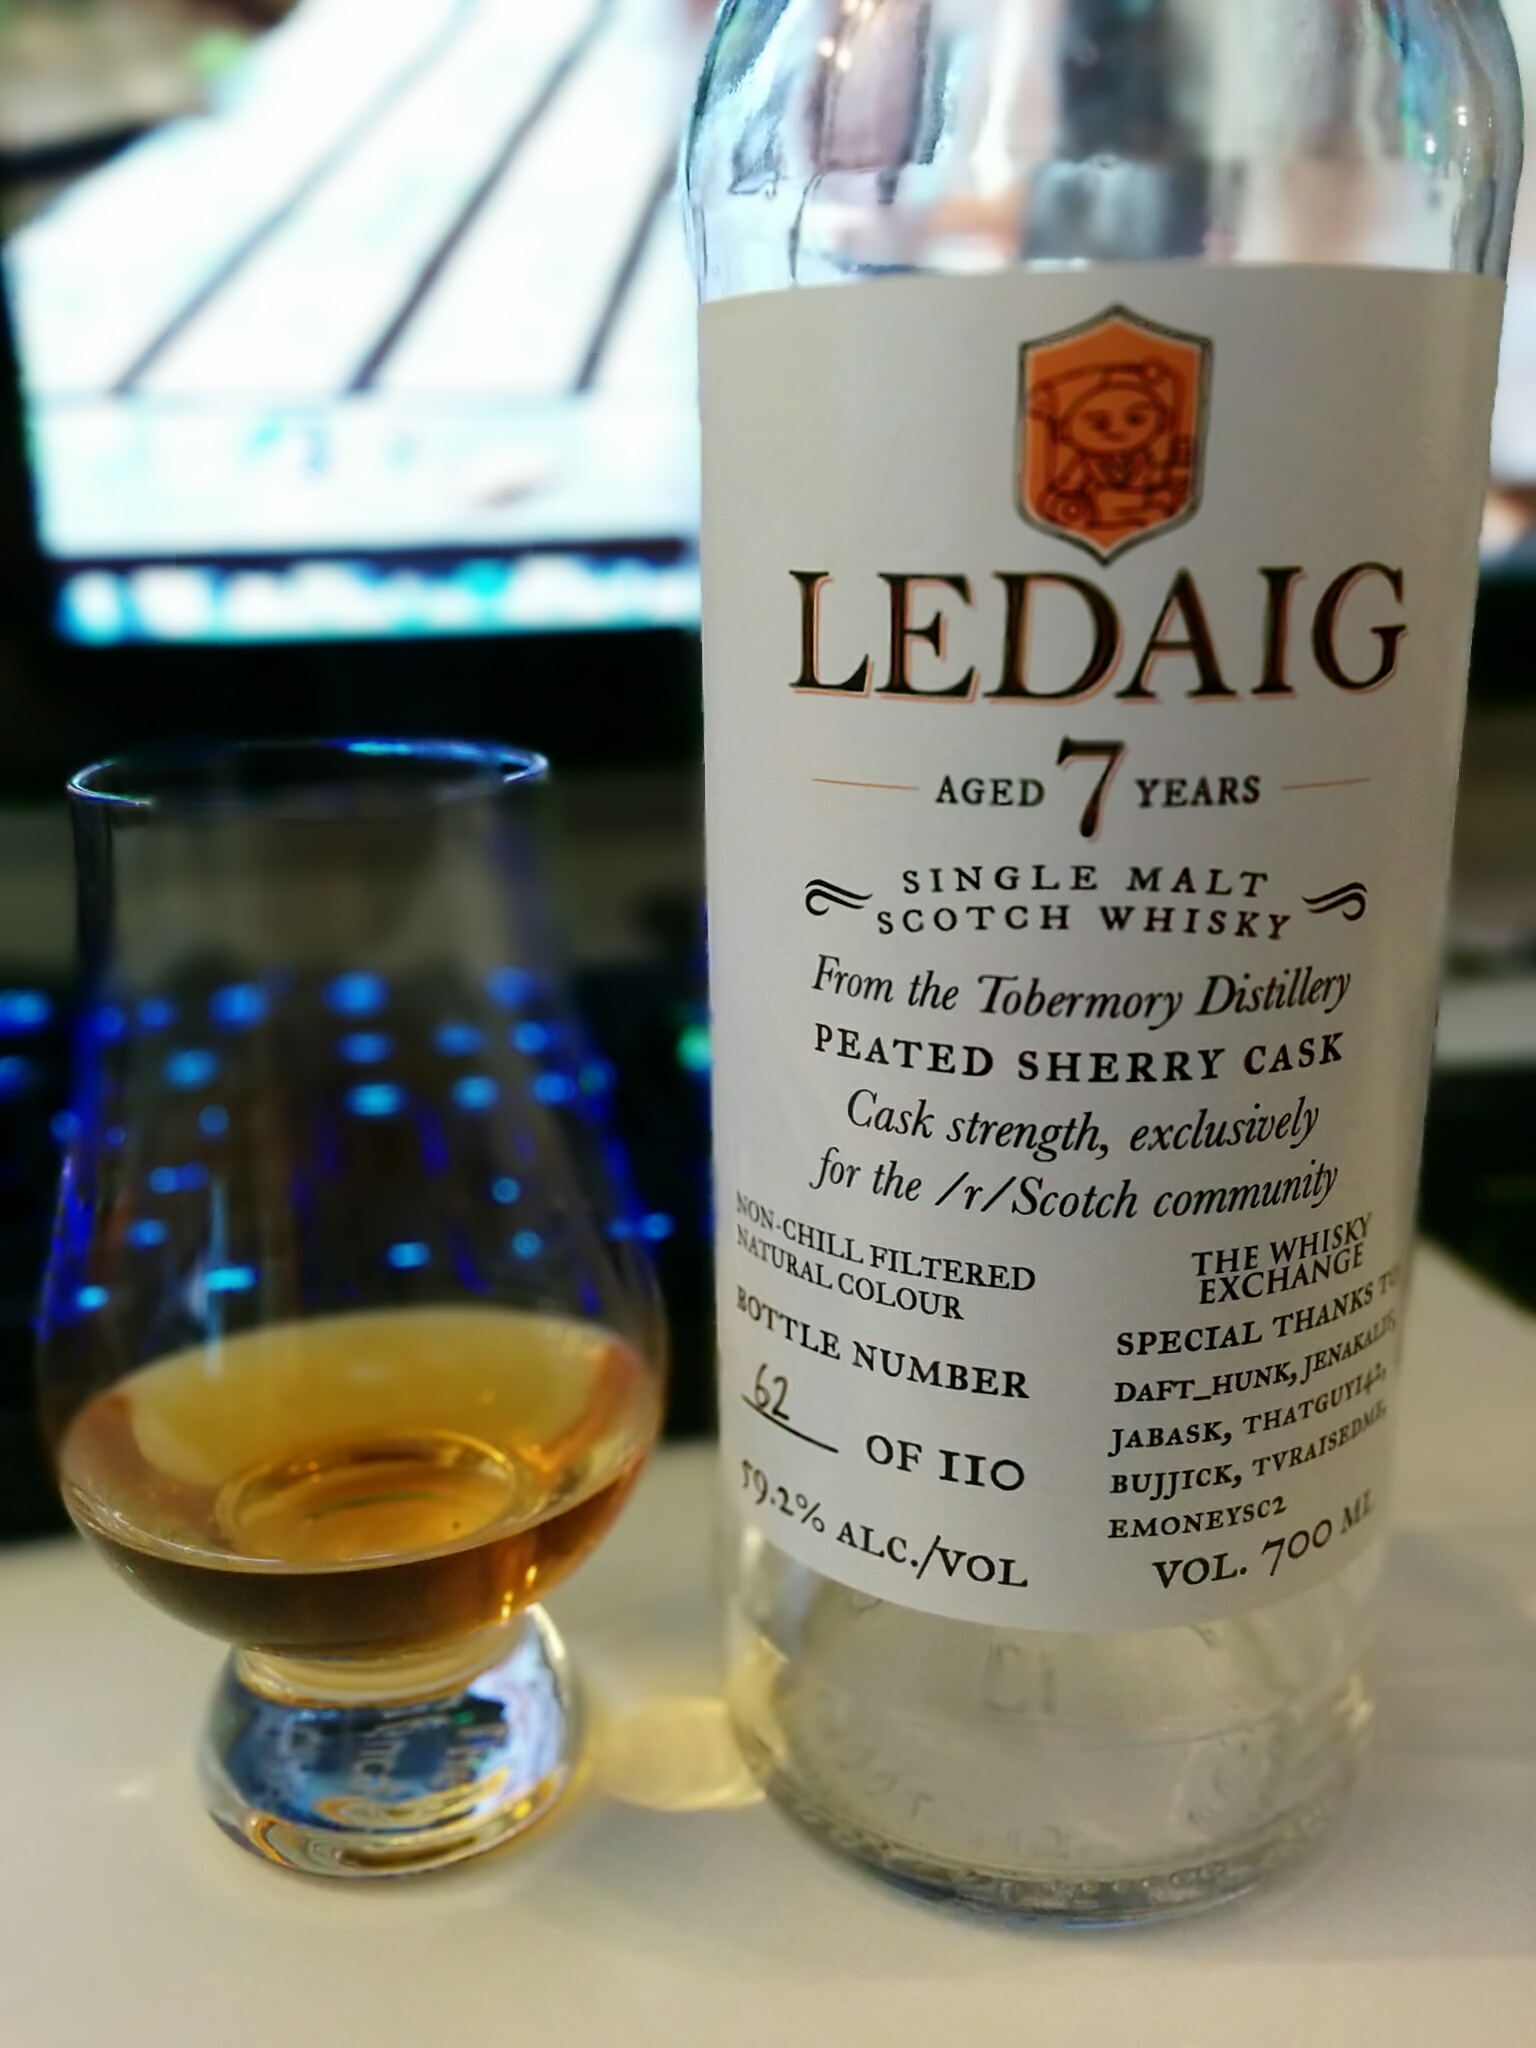 LEDAIG
AGED 7 YEARS
SINGLE MALT
SCOTCH WHISKY
From the Tobermory Distillery
PEATED SHERRY CASK
Cask strength, exclusively
for the /r/Scotch community
NON-CHILL FILTERED
NATURAL COLOUR
BOTTLE NUMBER
62 OF 110
59.2% ALC./VOL
THE WHISKY
EXCHANGE
SPECIAL THANKS TO
DAFT_HUNK,
JABASK, THATGUY142,
BUJJICK, TVRAISEDME,
EMONEYSC2
VOL. 700 ML